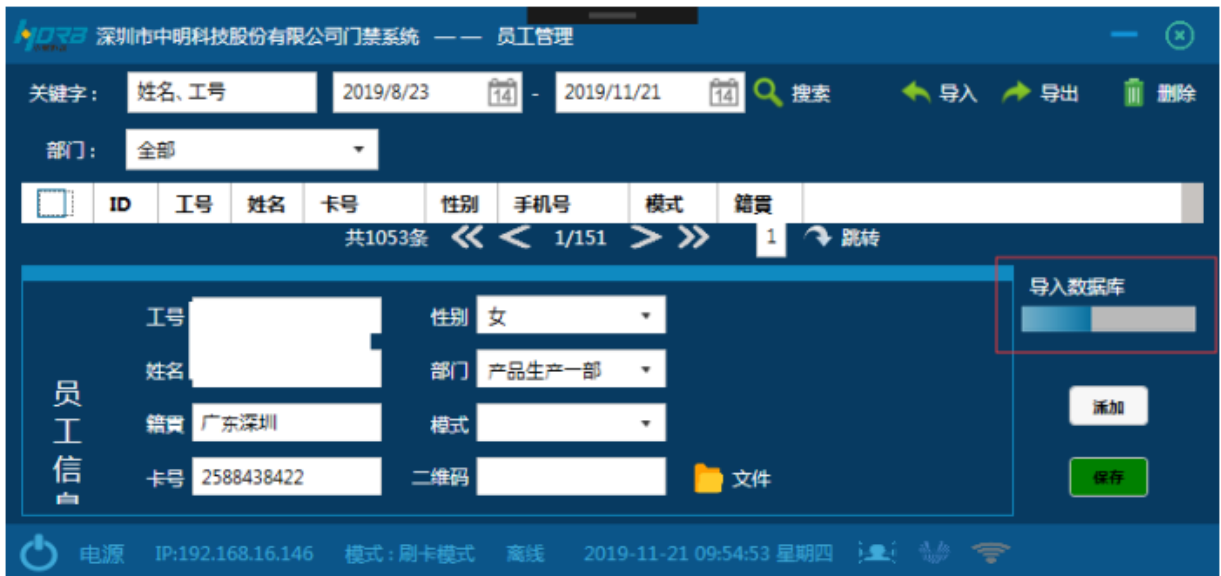 HORB 深圳市中明科技股份有限公司门禁系统 —— 员工管理
关键字: 姓名、工号 2019/8/23 14 - 2019/11/21 14 搜索 导入 导出 删除
部门: 全部
ID 工号 姓名 卡号 性别 手机号 模式 籍貫
共1053条 1/151 1 跳转
导入数据库
工号 性别 女
姓名 部门 产品生产一部
籍貫 广东深圳 模式
卡号 2588438422 二维码 文件
员工信息
添加
保存
电源 IP:192.168.16.146 模式:刷卡模式 离线 2019-11-21 09:54:53 星期四